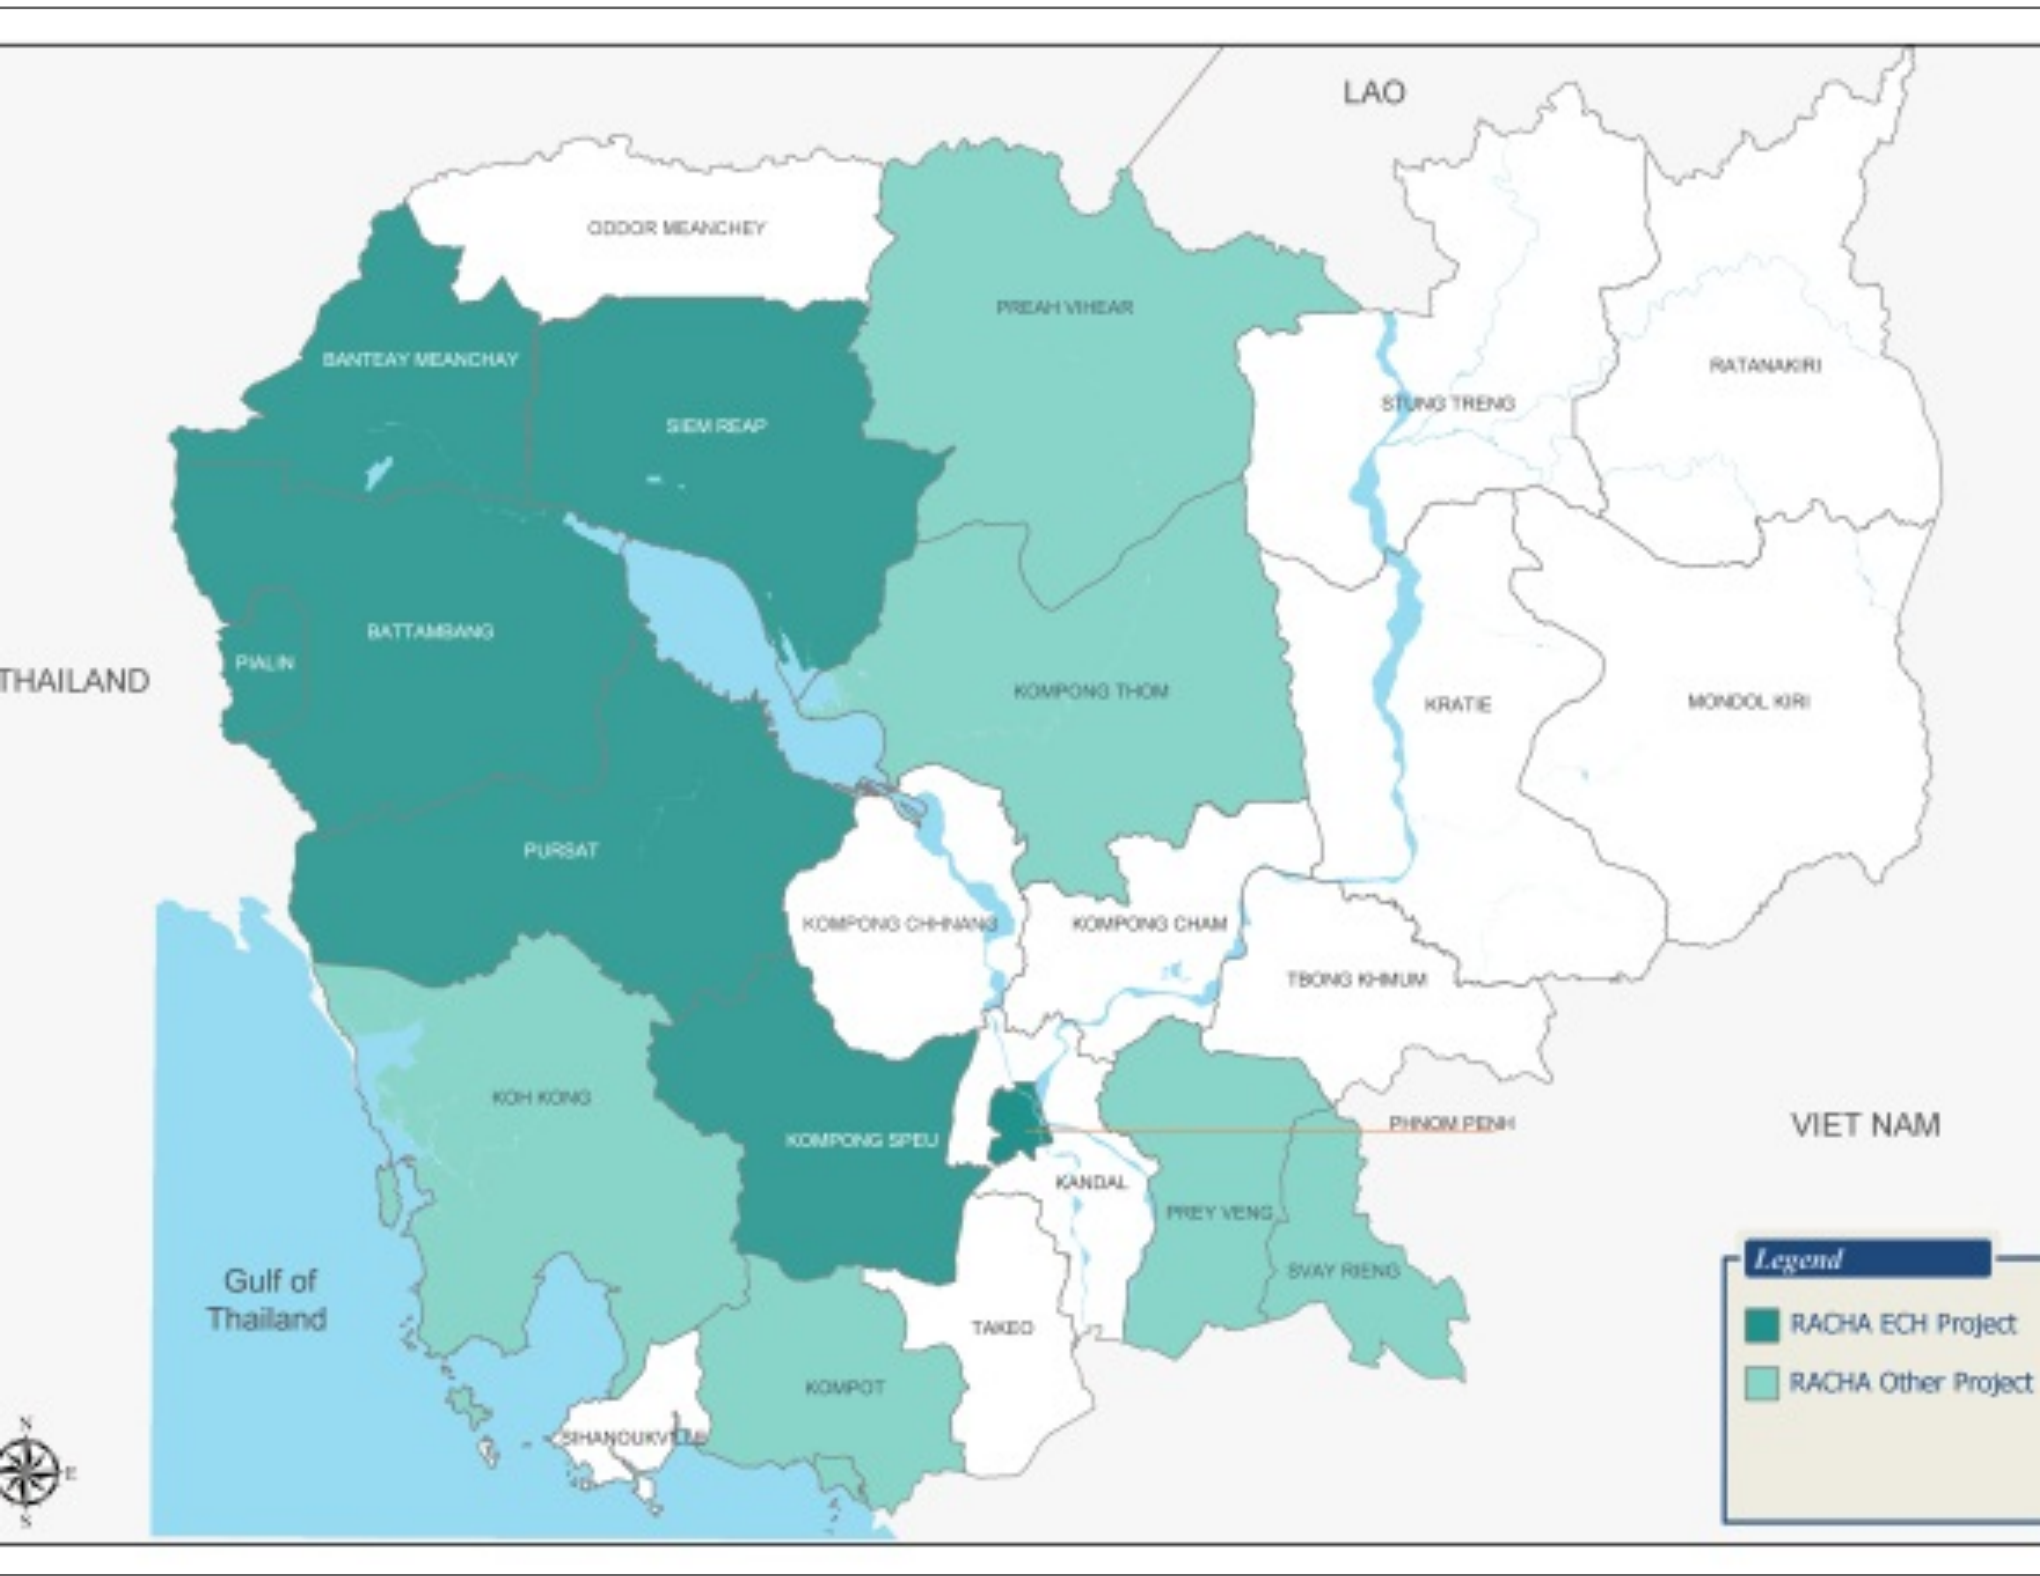 LAO
ODDOR MEANCHEY
PREAH VIHEAR
BANTEAY MEANCHAY
RATANAKIRI
STUNG TRENG
SIEM REAP
BATTAMBANG
PIALIN
THAILAND
KOMPONG THOM
KRATIE
MONDOL KIRI
PURSAT
KOMPONG CHHNANG
KOMPONG CHAM
TBONG KHMUM
KOH KONG
PHNOM PENH
VIET NAM
KOMPONG SPEU
KANDAL
PREY VENG
SVAY RIENG
Gulf of
Thailand
TAKEO
KOMPOT
SIHANOUKVILLE
Legend
RACHA ECH Project
RACHA Other Project
N
E
S